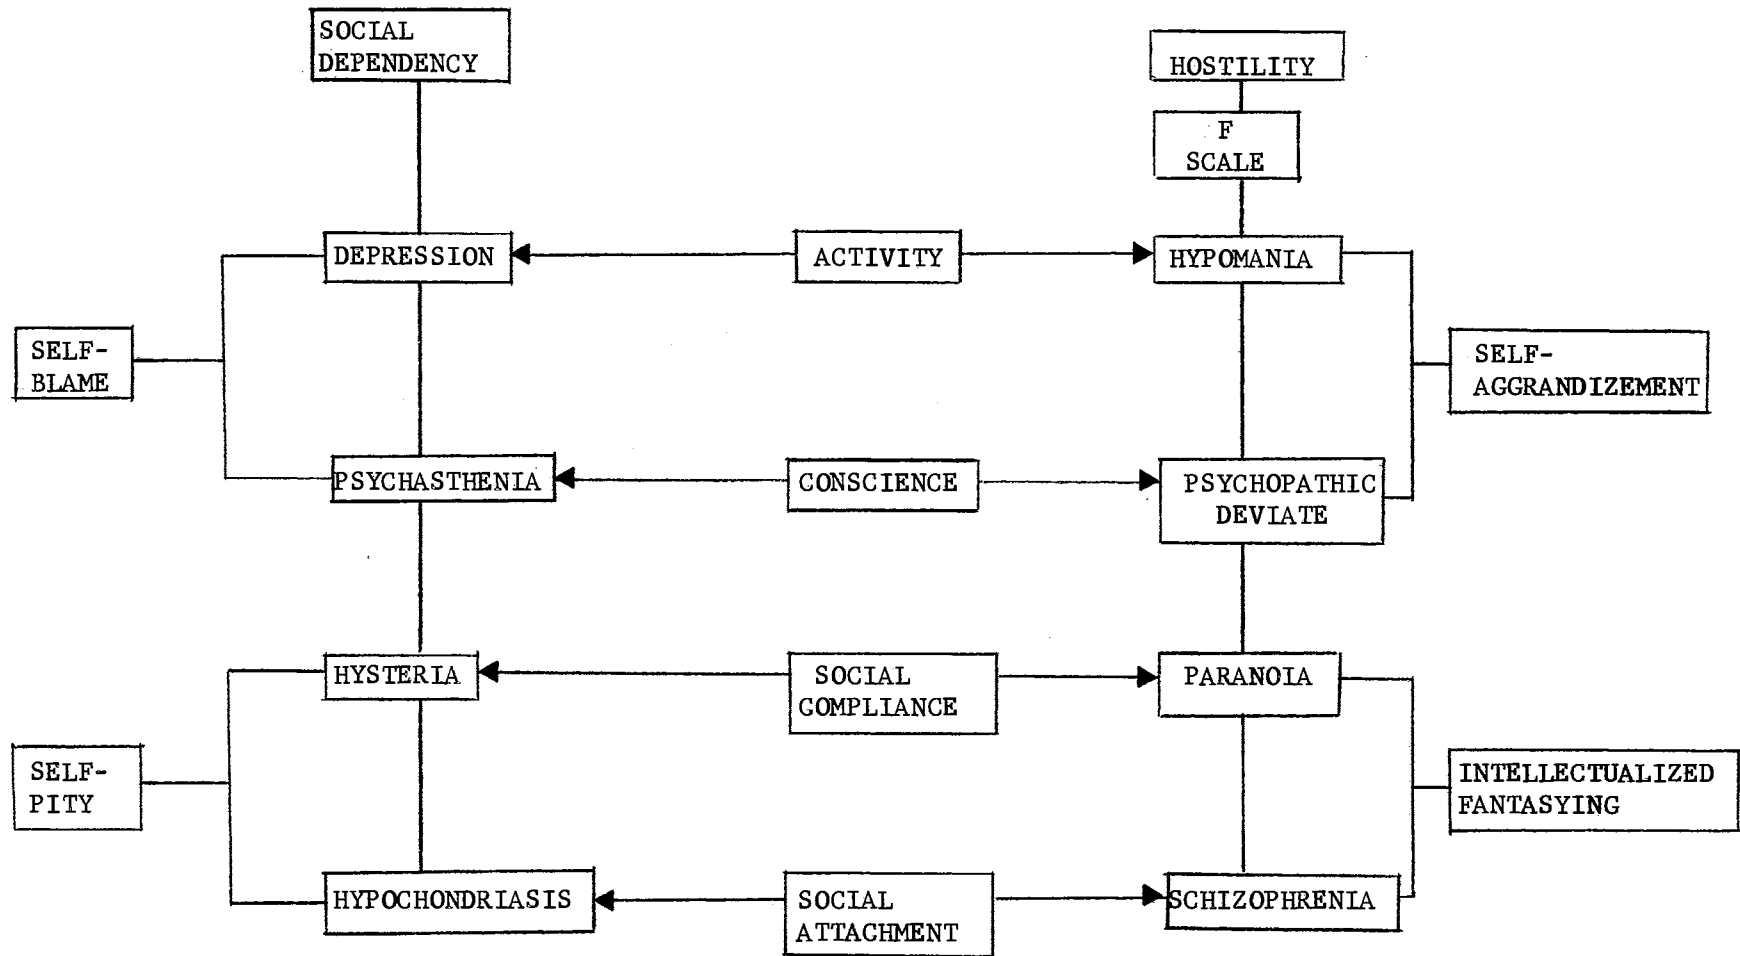 SOCIAL
DEPENDENCY
HOSTILITY
F
SCALE
DEPRESSION
ACTIVITY
HYPOMANIA
SELF-
BLAME
SELF-
AGGRANDIZEMENT
PSYCHASTHENIA
CONSCIENCE
PSYCHOPATHIC
DEVIATE
HYSTERIA
SOCIAL
GOMPLIANCE
PARANOIA
SELF-
PITY
INTELLECTUALIZED
FANTASYING
HYPOCHONDRIASIS
SOCIAL
ATTACHMENT
SCHIZOPHRENIA